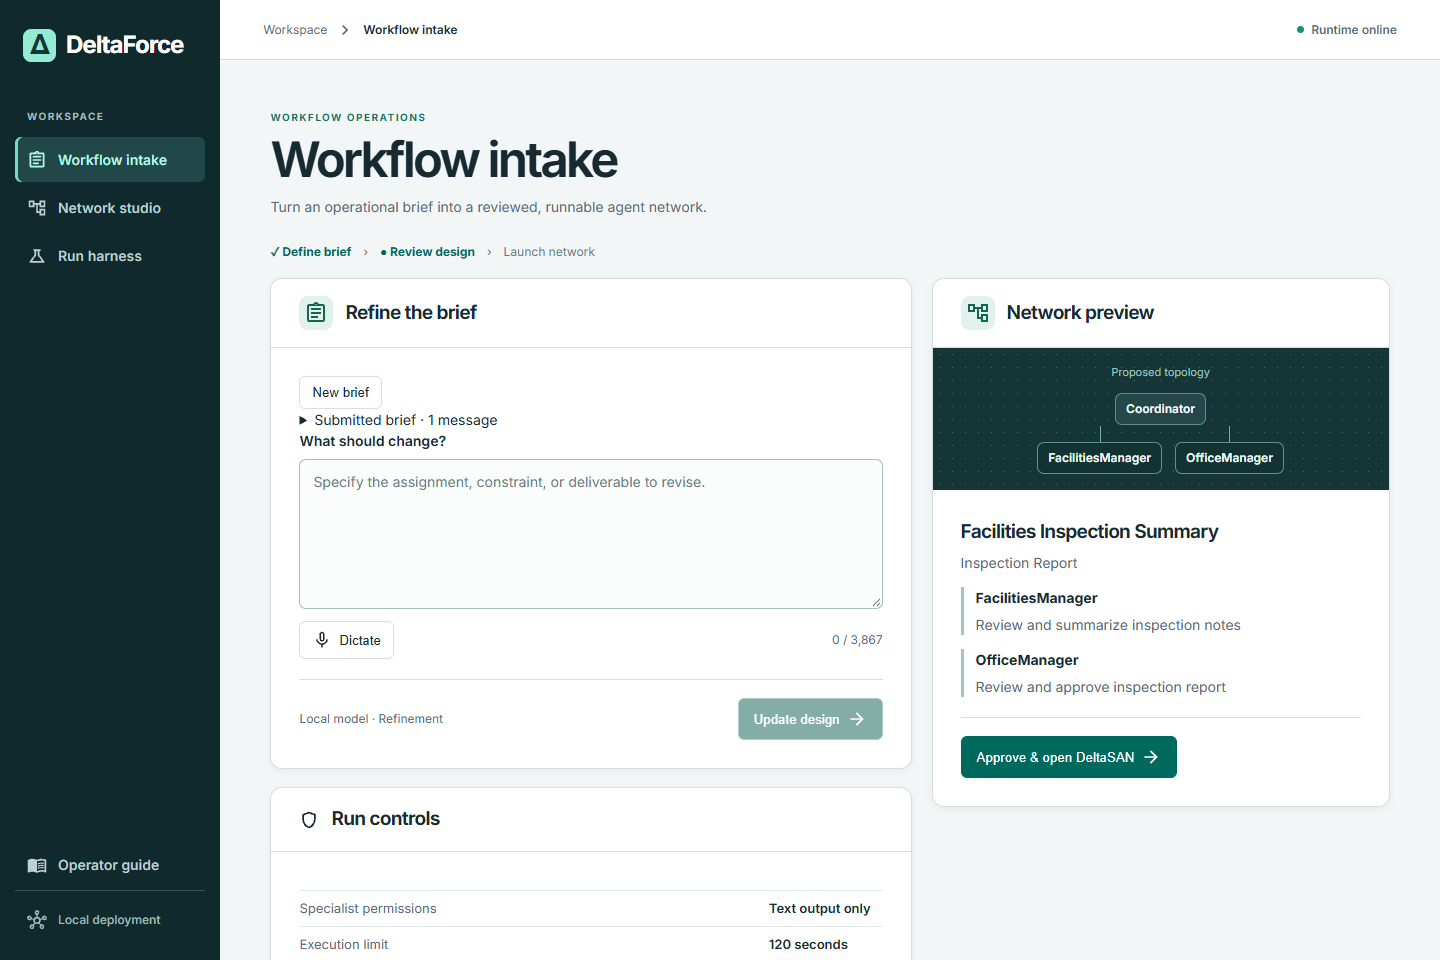 DeltaForce
WORKSPACE
Workflow intake
Network studio
Run harness
Operator guide
Local deployment
Workspace
Workflow intake
Runtime online
WORKFLOW OPERATIONS
Workflow intake
Turn an operational brief into a reviewed, runnable agent network.
✓ Define brief › ● Review design › Launch network
Refine the brief
New brief
▶ Submitted brief · 1 message
What should change?
Specify the assignment, constraint, or deliverable to revise.
Dictate
0 / 3,867
Local model · Refinement
Update design
Run controls
Specialist permissions
Text output only
Execution limit
120 seconds
Network preview
Proposed topology
Coordinator
FacilitiesManager
OfficeManager
Facilities Inspection Summary
Inspection Report
FacilitiesManager
Review and summarize inspection notes
OfficeManager
Review and approve inspection report
Approve & open DeltaSAN